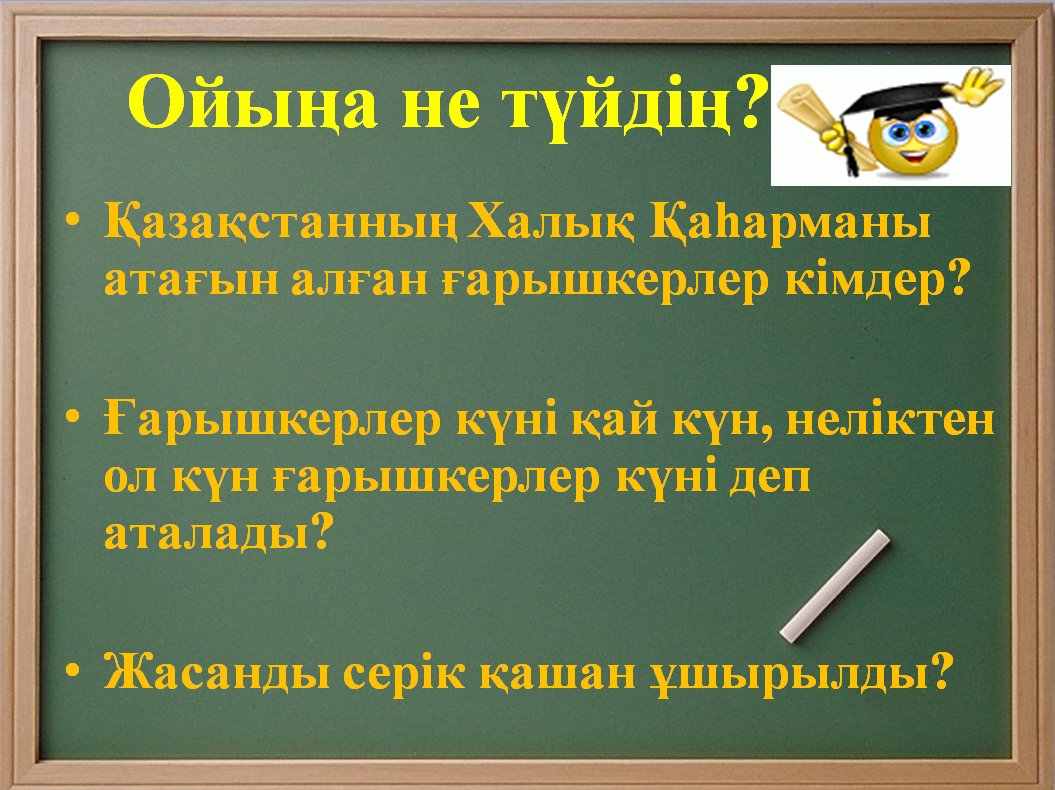 Ойыңа не түйдің?
• Қазақстанның Халық Қаһарманы
атағын алған ғарышкерлер кімдер?
• Ғарышкерлер күні қай күн, неліктен
ол күн ғарышкерлер күні деп
аталады?
• Жасанды серік қашан ұшырылды?